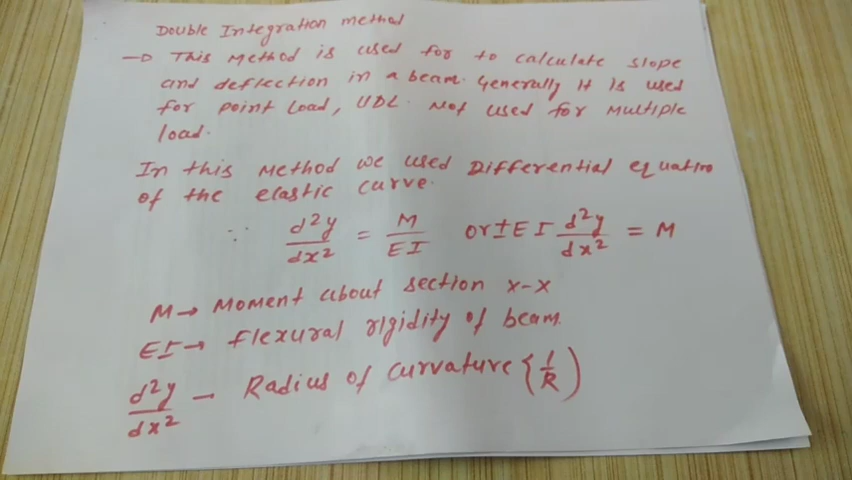 Double Integration method
→ This method is used for to calculate slope
and deflection in a beam. Generally it is used
for point load, UDL. Not used for multiple
load.
In this method we used Differential equation
of the elastic curve.
∵ d²y/dx² = M/EI or ± EI d²y/dx² = M
M → Moment about section x-x
EI → Flexural rigidity of beam
d²y/dx² → Radius of curvature {1/R)